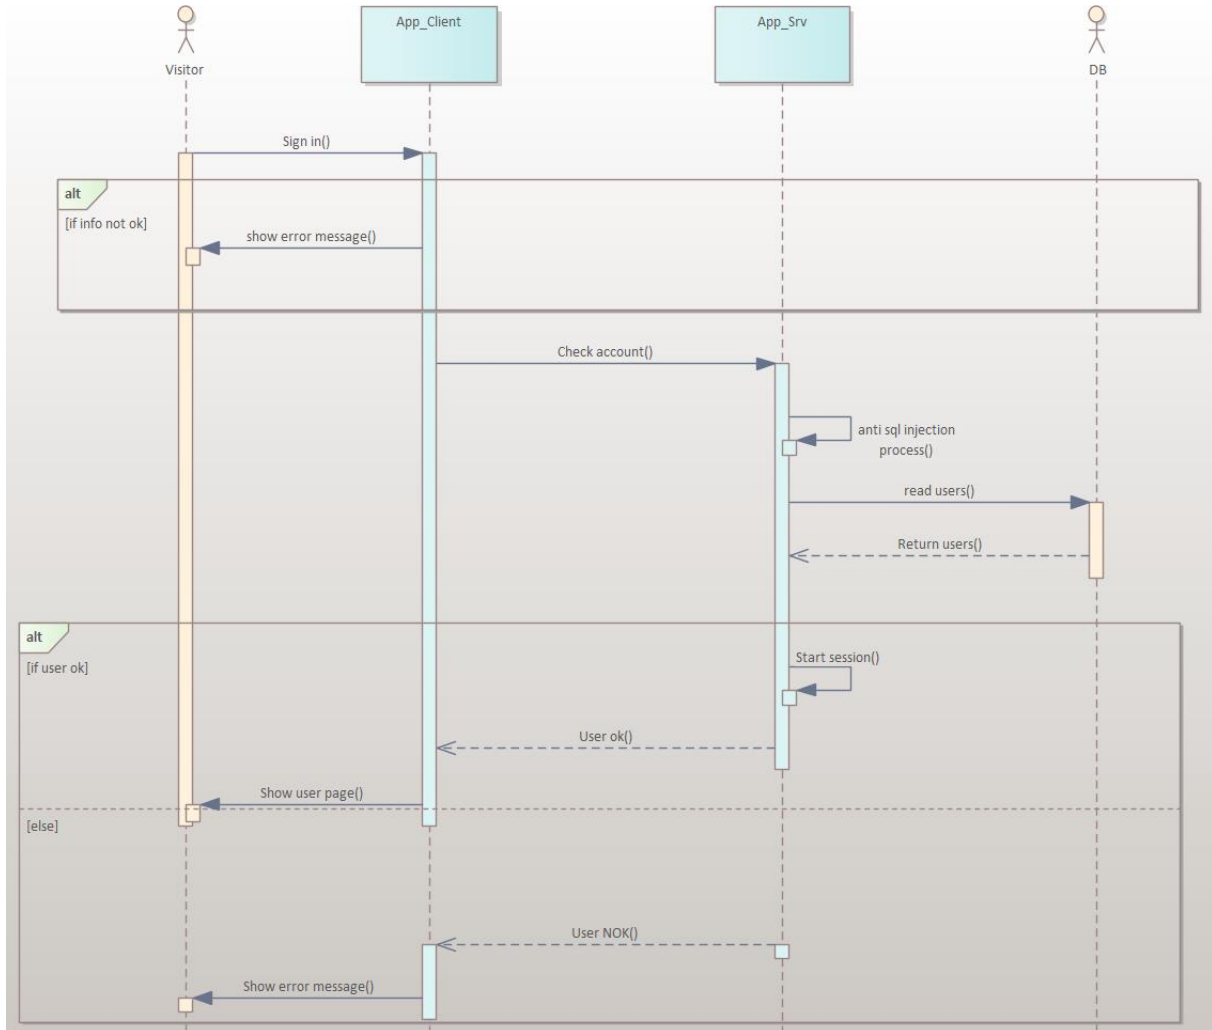 Visitor
App_Client
App_Srv
DB
Sign in()
alt
[if info not ok]
show error message()
Check account()
anti sql injection
process()
read users()
Return users()
alt
[if user ok]
Start session()
User ok()
Show user page()
[else]
User NOK()
Show error message()